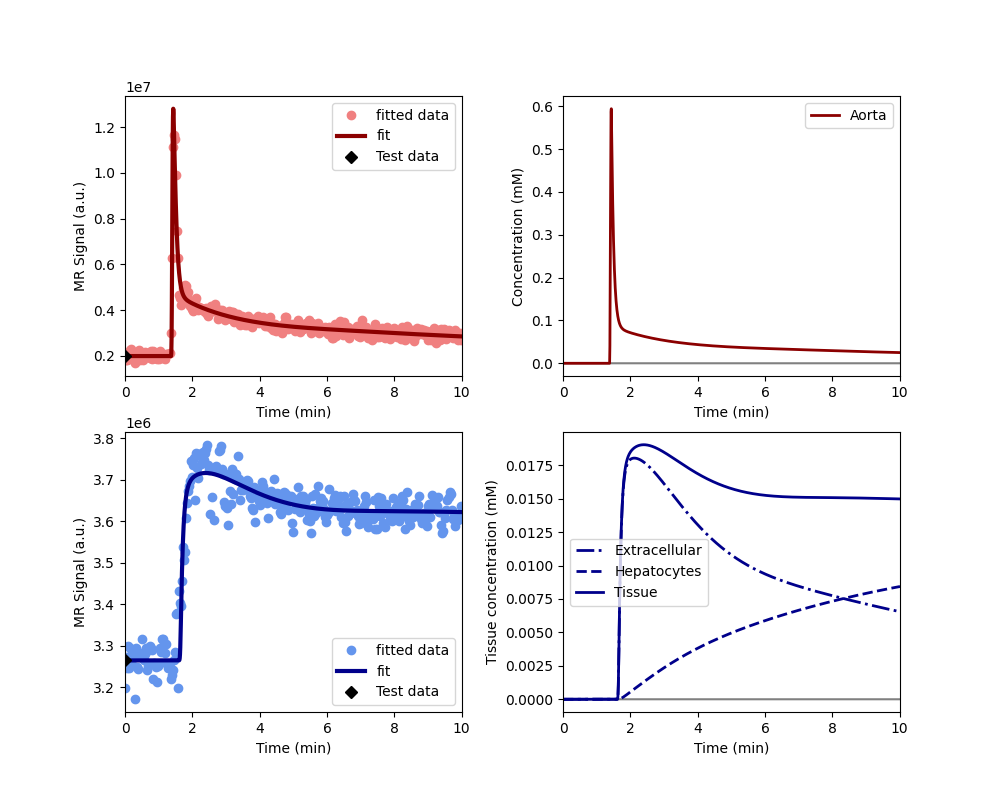 1e7
MR Signal (a.u.)
1.2
1.0
0.8
0.6
0.4
0.2
fitted data
fit
Test data
0 2 4 6 8 10
Time (min)
Concentration (mM)
0.6
0.5
0.4
0.3
0.2
0.1
0.0
Aorta
0 2 4 6 8 10
Time (min)
1e6
MR Signal (a.u.)
3.8
3.7
3.6
3.5
3.4
3.3
3.2
fitted data
fit
Test data
0 2 4 6 8 10
Time (min)
Tissue concentration (mM)
0.0175
0.0150
0.0125
0.0100
0.0075
0.0050
0.0025
0.0000
Extracellular
Hepatocytes
Tissue
0 2 4 6 8 10
Time (min)